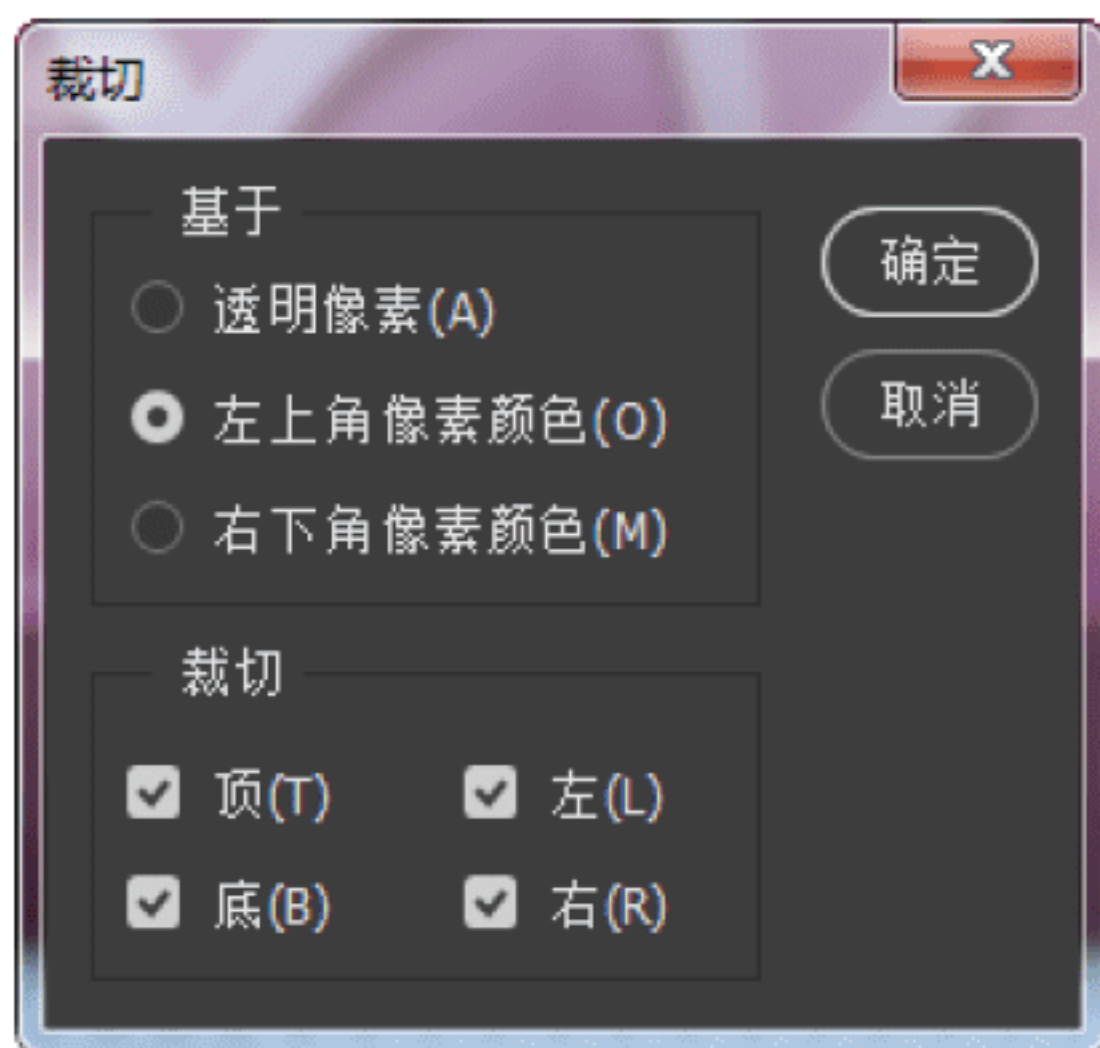 裁切
基于
透明像素(A)
左上角像素颜色(O)
右下角像素颜色(M)
确定
取消
裁切
顶(T) 左(L)
底(B) 右(R)